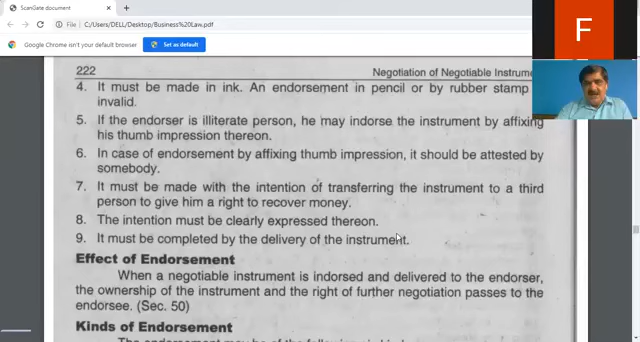 ScanGate document
File | C:/Users/DELL/Desktop/Business%20Law.pdf
Google Chrome isn't your default browser Set as default
F
222 Negotiation of Negotiable
4. It must be made in ink. An endorsement in pencil or by rubber stamp
invalid.
5. If the endorser is illiterate person, he may indorse the instrument by affixing
his thumb impression thereon.
6. In case of endorsement by affixing thumb impression, it should be attested by
somebody.
7. It must be made with the intention of transferring the instrument to a third
person to give him a right to recover money.
8. The intention must be clearly expressed thereon.
9. It must be completed by the delivery of the instrument.
Effect of Endorsement
When a negotiable instrument is indorsed and delivered to the endorser,
the ownership of the instrument and the right of further negotiation passes to the
endorsee. (Sec. 50)
Kinds of Endorsement